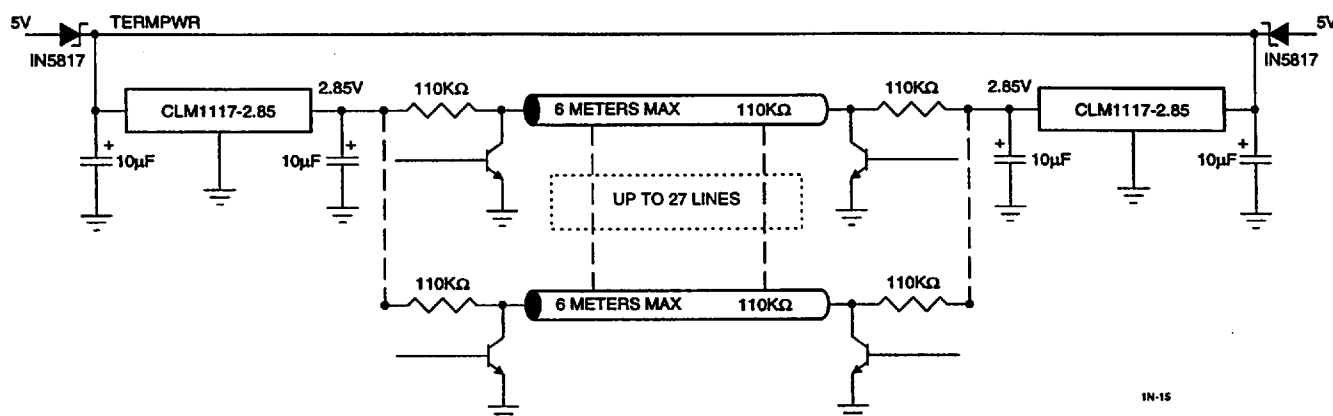 5V TERMPWR 5V
IN5817 IN5817
110KΩ 110KΩ
2.85V 2.85V
CLM1117-2.85 6 METERS MAX 110KΩ CLM1117-2.85
+ 10µF + 10µF + 10µF + 10µF
UP TO 27 LINES
110KΩ 110KΩ
6 METERS MAX 110KΩ
1N-15